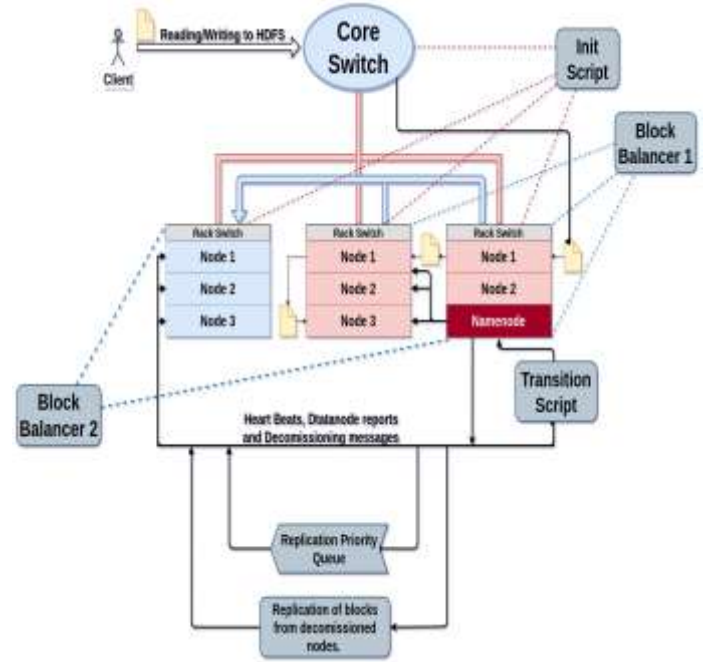 Reading/Writing to HDFS
Client
Core
Switch
Init
Script
Block
Balancer 1
Rack Switch
Node 1
Node 2
Node 3
Rack Switch
Node 1
Node 2
Node 3
Rack Switch
Node 1
Node 2
Namenode
Transition
Script
Block
Balancer 2
Heart Beats, Dtatanode reports
and Decomissioning messages
Replication Priority
Queue
Replication of blocks
from decomissioned
nodes.